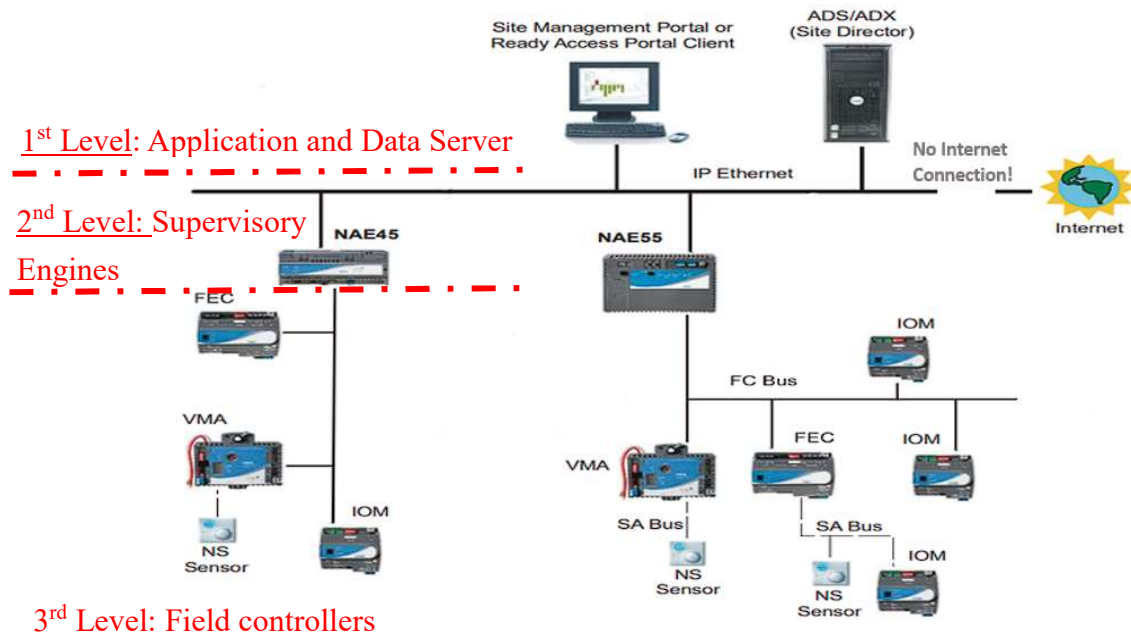 Site Management Portal or
Ready Access Portal Client
ADS/ADX
(Site Director)
1st Level: Application and Data Server
IP Ethernet
No Internet
Connection!
Internet
2nd Level: Supervisory
Engines
NAE45
NAE55
FEC
VMA
NS
Sensor
IOM
IOM
FC Bus
VMA
FEC
IOM
SA Bus
NS
Sensor
SA Bus
NS
Sensor
IOM
3rd Level: Field controllers